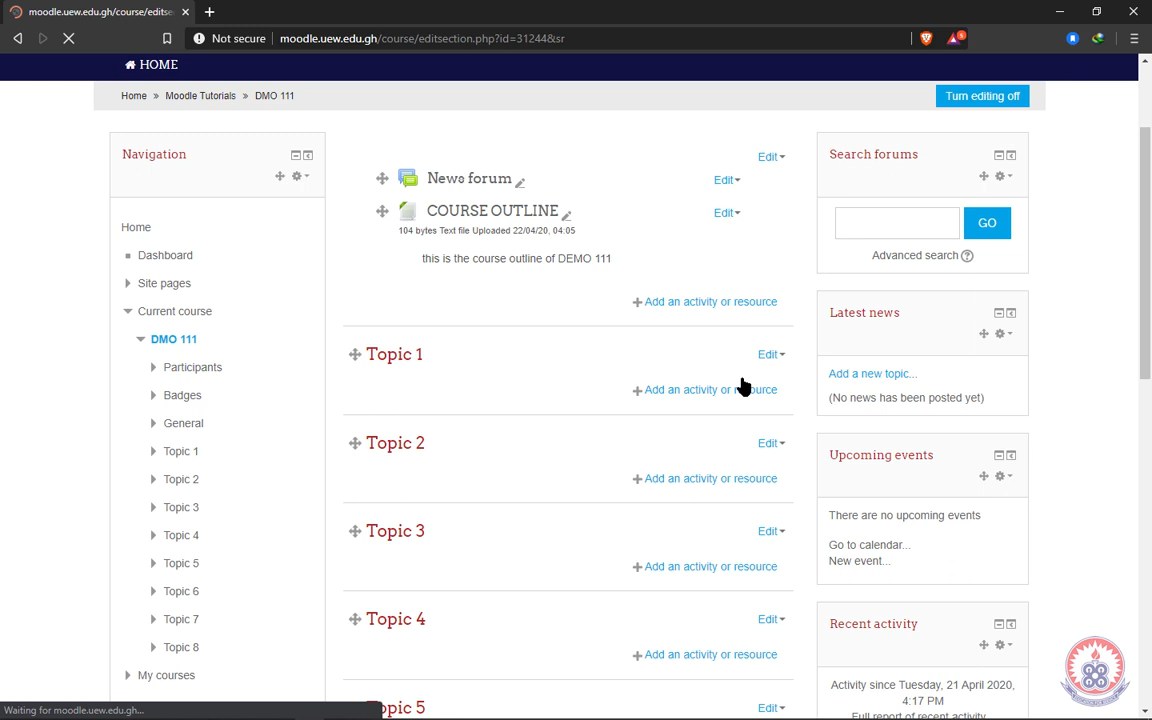 moodle.uew.edu.gh/course/editse
Not secure
moodle.uew.edu.gh/course/editsection.php?id=31244&sr
5
HOME
Home » Moodle Tutorials » DMO 111
Turn editing off
Navigation
Home
Dashboard
Site pages
Current course
DMO 111
Participants
Badges
General
Topic 1
Topic 2
Topic 3
Topic 4
Topic 5
Topic 6
Topic 7
Topic 8
My courses
Edit
News forum
Edit
COURSE OUTLINE
Edit
104 bytes Text file Uploaded 22/04/20, 04:05
this is the course outline of DEMO 111
Add an activity or resource
Topic 1
Edit
Add an activity or resource
Topic 2
Edit
Add an activity or resource
Topic 3
Edit
Add an activity or resource
Topic 4
Edit
Add an activity or resource
opic 5
Edit
Search forums
GO
Advanced search
Latest news
Add a new topic...
(No news has been posted yet)
Upcoming events
There are no upcoming events
Go to calendar...
New event...
Recent activity
Activity since Tuesday, 21 April 2020,
4:17 PM
Full report of recent activity
Waiting for moodle.uew.edu.gh...